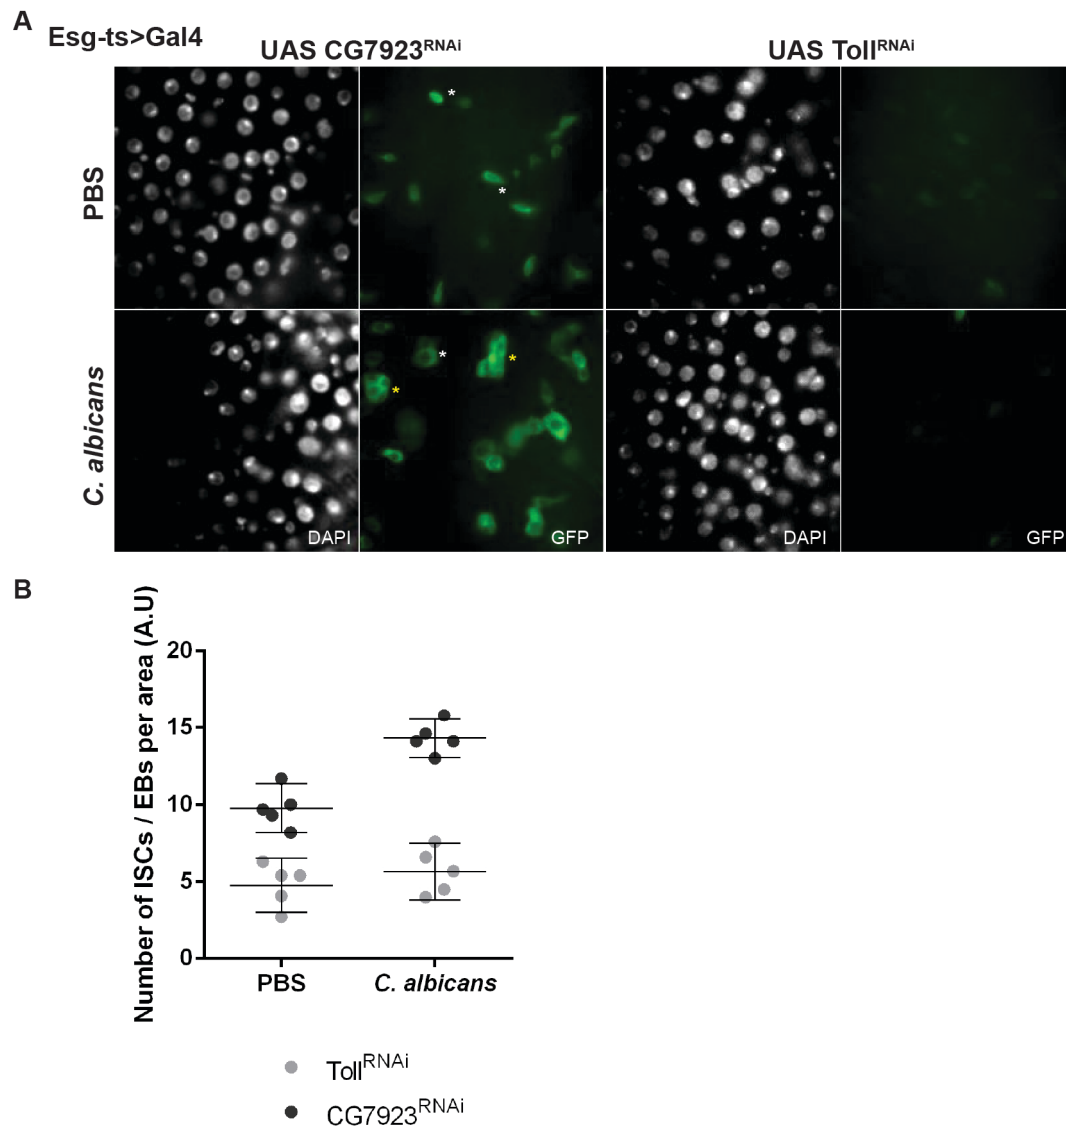 A
Esg-ts>Gal4
UAS CG7923RNAi
UAS TollRNAi
PBS
* *
C. albicans
* * *
DAPI GFP DAPI GFP
B
Number of ISCs / EBs per area (A.U)
20
15
10
5
0
PBS C. albicans
TollRNAi
CG7923RNAi